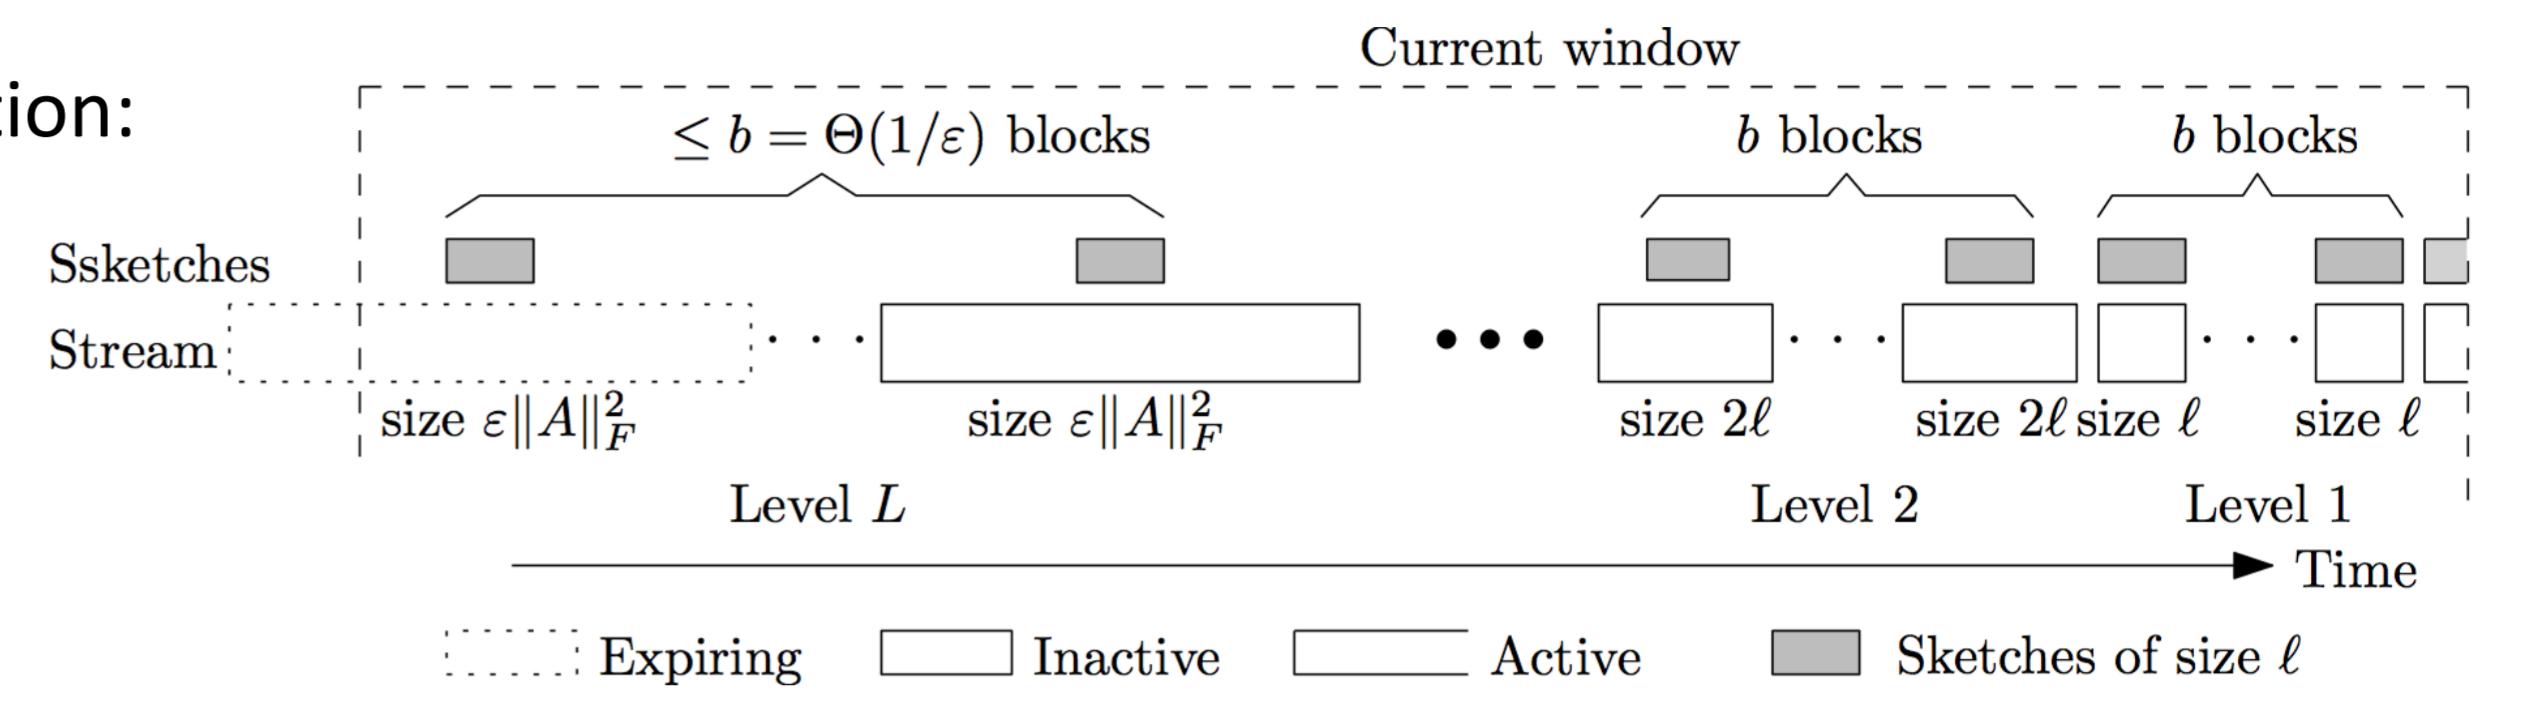 Current window
tion:
≤ b = Θ(1/ε) blocks
b blocks
b blocks
Ssketches
Stream
size ε‖A‖²_F
size ε‖A‖²_F
size 2ℓ
size 2ℓ
size ℓ
size ℓ
Level L
Level 2
Level 1
Time
Expiring
Inactive
Active
Sketches of size ℓ